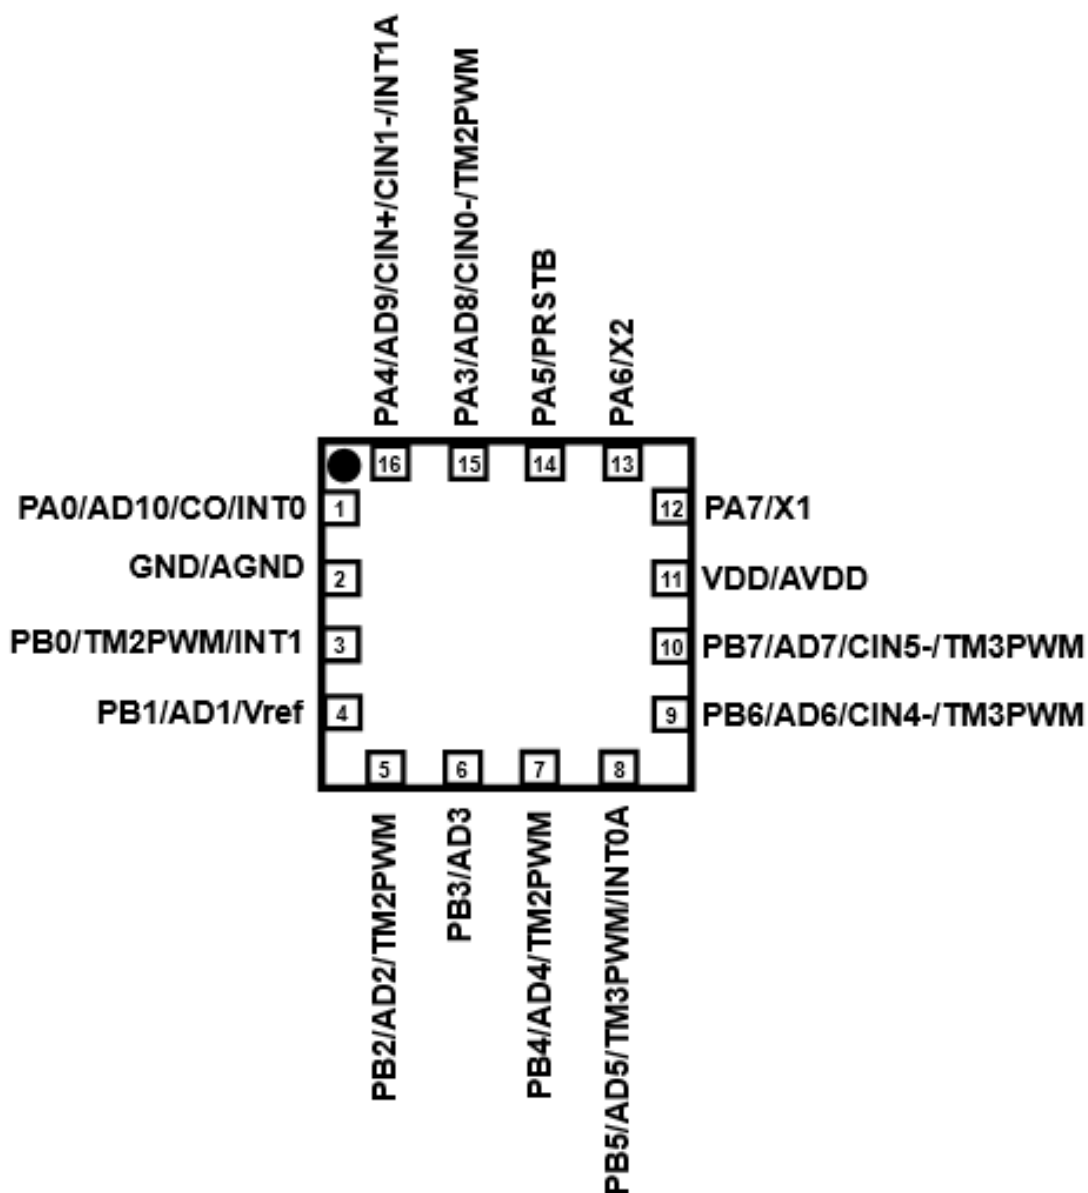 PA4/AD9/CIN+/CIN1-/INT1A
PA3/AD8/CIN0-/TM2PWM
PA5/PRSTB
PA6/X2
16
15
14
13
PA0/AD10/CO/INT0
1
12
PA7/X1
GND/AGND
2
11
VDD/AVDD
PB0/TM2PWM/INT1
3
10
PB7/AD7/CIN5-/TM3PWM
PB1/AD1/Vref
4
9
PB6/AD6/CIN4-/TM3PWM
5
6
7
8
PB2/AD2/TM2PWM
PB3/AD3
PB4/AD4/TM2PWM
PB5/AD5/TM3PWM/INT0A